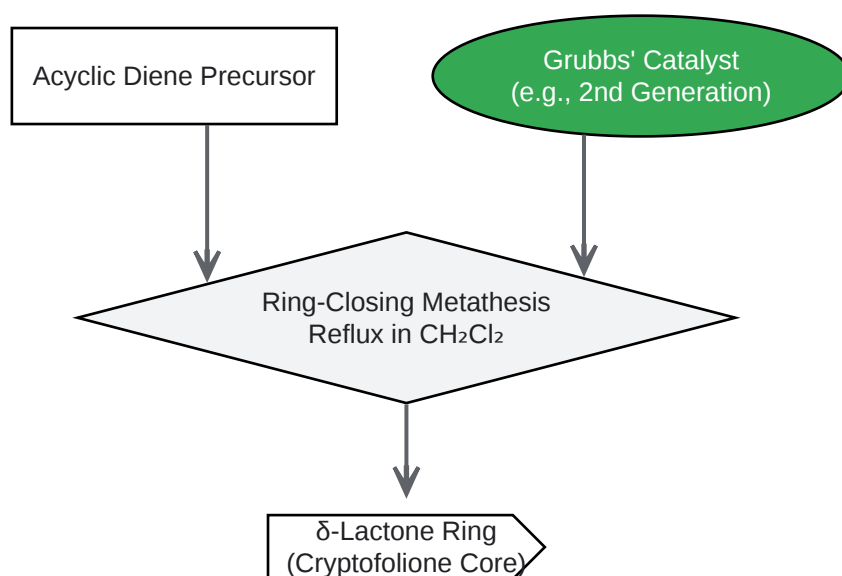 Acyclic Diene Precursor
Grubbs' Catalyst
(e.g., 2nd Generation)
Ring-Closing Metathesis
Reflux in CH₂Cl₂
δ-Lactone Ring
(Cryptofolione Core)